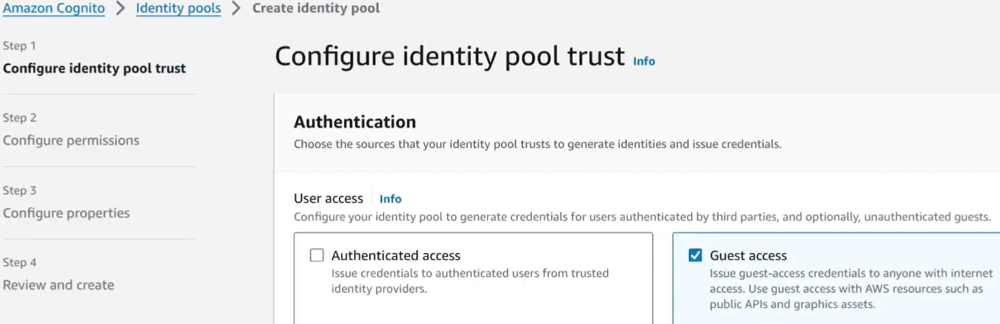 Amazon Cognito > Identity pools > Create identity pool
Step 1
Configure identity pool trust
Step 2
Configure permissions
Step 3
Configure properties
Step 4
Review and create
Configure identity pool trust Info
Authentication
Choose the sources that your identity pool trusts to generate identities and issue credentials.
User access Info
Configure your identity pool to generate credentials for users authenticated by third parties, and optionally, unauthenticated guests.
Authenticated access
Issue credentials to authenticated users from trusted
identity providers.
Guest access
Issue guest-access credentials to anyone with internet
access. Use guest access with AWS resources such as
public APIs and graphics assets.